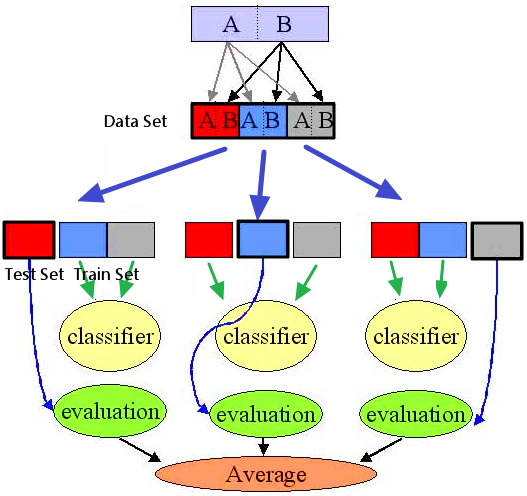 A B
Data Set A B A B A B
Test Set Train Set
classifier classifier classifier
evaluation evaluation evaluation
Average